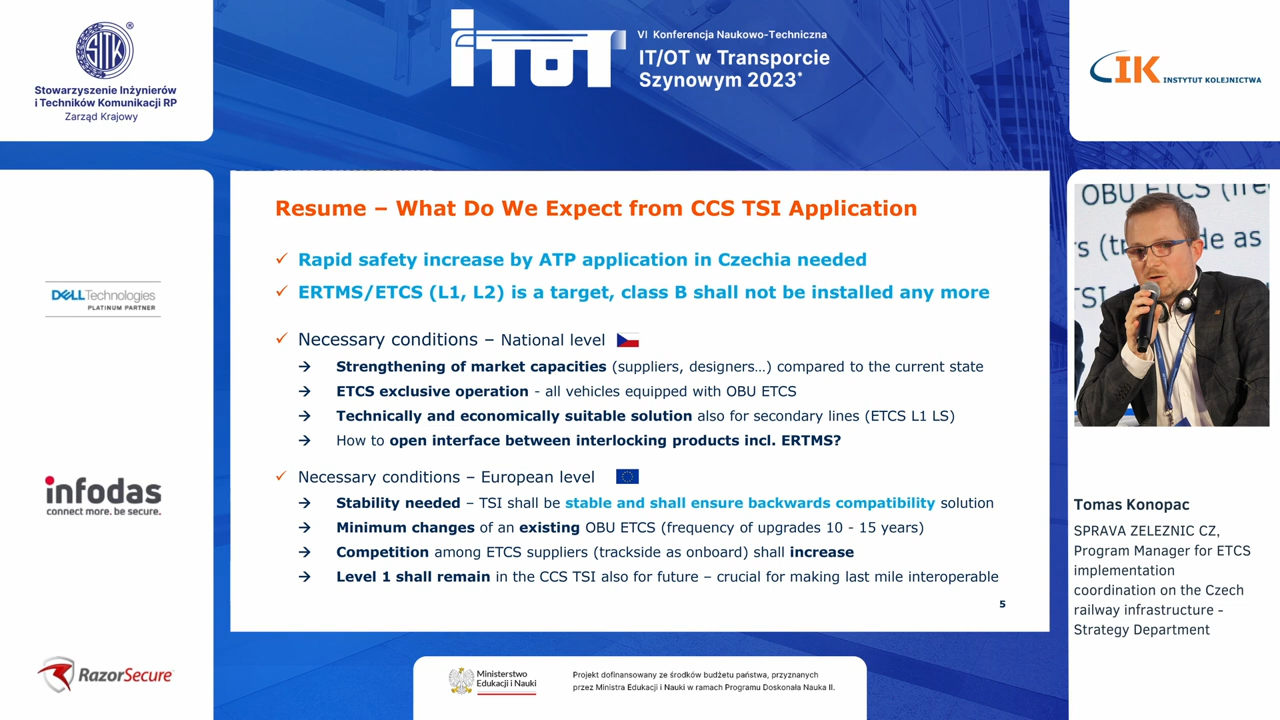 SITK
®
Stowarzyszenie Inżynierów
i Techników Komunikacji RP
Zarząd Krajowy
iTOT
VI Konferencja Naukowo-Techniczna
IT/OT w Transporcie
Szynowym 2023*
IK INSTYTUT KOLEJNICTWA
DELLTechnologies
PLATINUM PARTNER
infodas
connect more. be secure.
RazorSecure
Resume – What Do We Expect from CCS TSI Application
✓ Rapid safety increase by ATP application in Czechia needed
✓ ERTMS/ETCS (L1, L2) is a target, class B shall not be installed any more
✓ Necessary conditions – National level
→ Strengthening of market capacities (suppliers, designers…) compared to the current state
→ ETCS exclusive operation - all vehicles equipped with OBU ETCS
→ Technically and economically suitable solution also for secondary lines (ETCS L1 LS)
→ How to open interface between interlocking products incl. ERTMS?
✓ Necessary conditions – European level
→ Stability needed – TSI shall be stable and shall ensure backwards compatibility solution
→ Minimum changes of an existing OBU ETCS (frequency of upgrades 10 - 15 years)
→ Competition among ETCS suppliers (trackside as onboard) shall increase
→ Level 1 shall remain in the CCS TSI also for future – crucial for making last mile interoperable
5
OBU ETCS (fre
s (tr de as
TSI
Tomas Konopac
SPRAVA ZELEZNIC CZ,
Program Manager for ETCS
implementation
coordination on the Czech
railway infrastructure -
Strategy Department
Ministerstwo
Edukacji i Nauki
Projekt dofinansowany ze środków budżetu państwa, przyznanych
przez Ministra Edukacji i Nauki w ramach Programu Doskonała Nauka II.